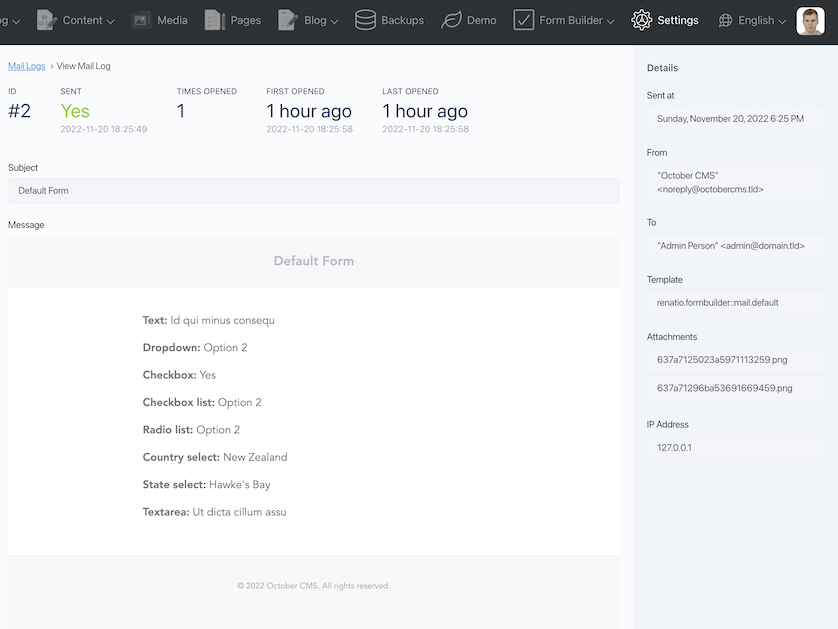 og Content Media Pages Blog Backups Demo Form Builder Settings English
Mail Logs › View Mail Log
ID SENT TIMES OPENED FIRST OPENED LAST OPENED
#2 Yes 1 1 hour ago 1 hour ago
2022-11-20 18:25:49 2022-11-20 18:25:58 2022-11-20 18:25:58
Subject
Default Form
Message
Default Form
Text: Id qui minus consequ
Dropdown: Option 2
Checkbox: Yes
Checkbox list: Option 2
Radio list: Option 2
Country select: New Zealand
State select: Hawke's Bay
Textarea: Ut dicta cillum assu
© 2022 October CMS. All rights reserved.
Details
Sent at
Sunday, November 20, 2022 6:25 PM
From
"October CMS"
<noreply@octobercms.tld>
To
"Admin Person" <admin@domain.tld>
Template
renatio.formbuilder::mail.default
Attachments
637a7125023a5971113259.png
637a71296ba53691669459.png
IP Address
127.0.0.1